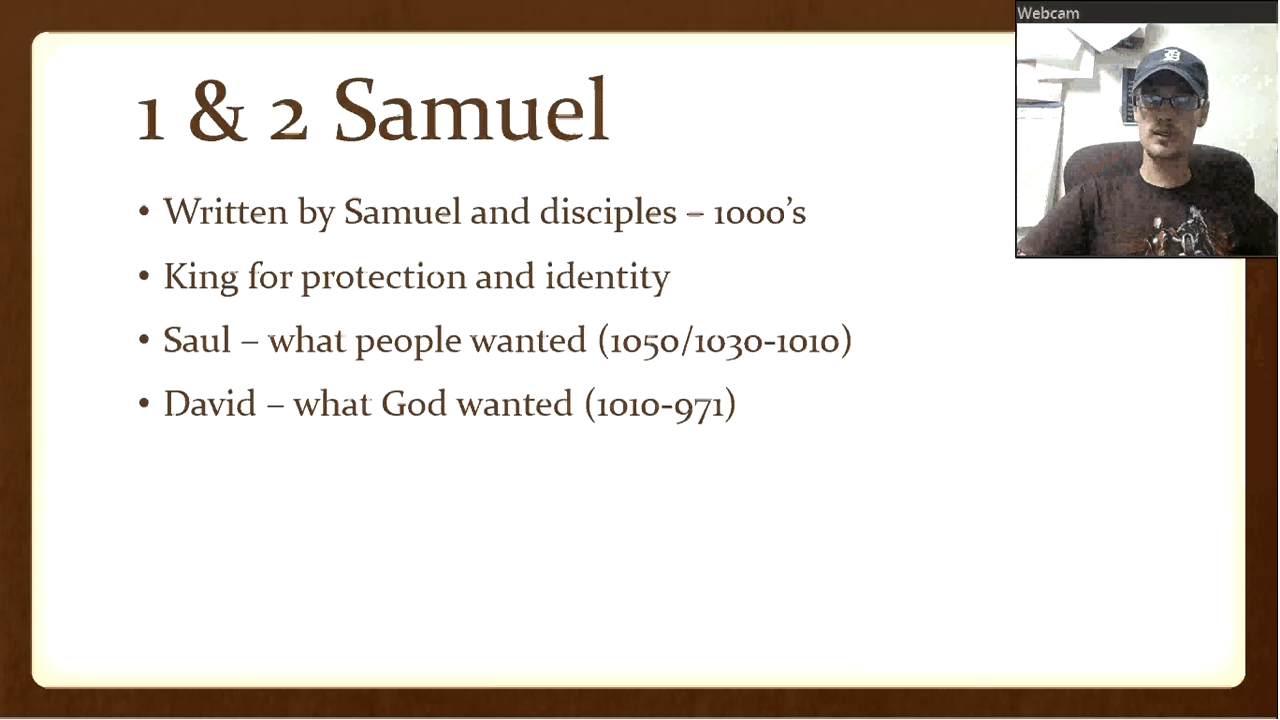 Webcam
1 & 2 Samuel
• Written by Samuel and disciples – 1000’s
• King for protection and identity
• Saul – what people wanted (1050/1030-1010)
• David – what God wanted (1010-971)